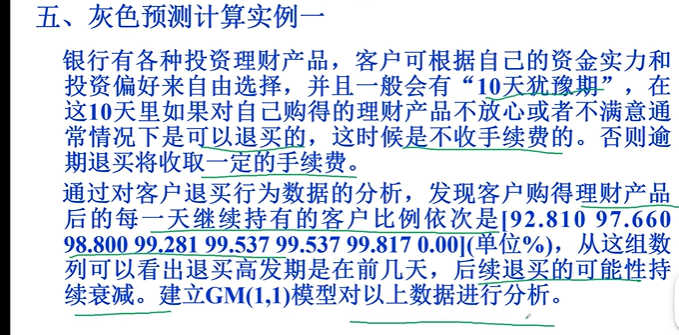 五、灰色预测计算实例一
银行有各种投资理财产品，客户可根据自己的资金实力和
投资偏好来自由选择，并且一般会有“10天犹豫期”，在
这10天里如果对自己购得的理财产品不放心或者不满意通
常情况下是可以退买的，这时候是不收手续费的。否则逾
期退买将收取一定的手续费。
通过对客户退买行为数据的分析，发现客户购得理财产品
后的每一天继续持有的客户比例依次是[92.810 97.660
98.800 99.281 99.537 99.537 99.817 0.00](单位%)，从这组数
列可以看出退买高发期是在前几天，后续退买的可能性持
续衰减。建立GM(1,1)模型对以上数据进行分析。